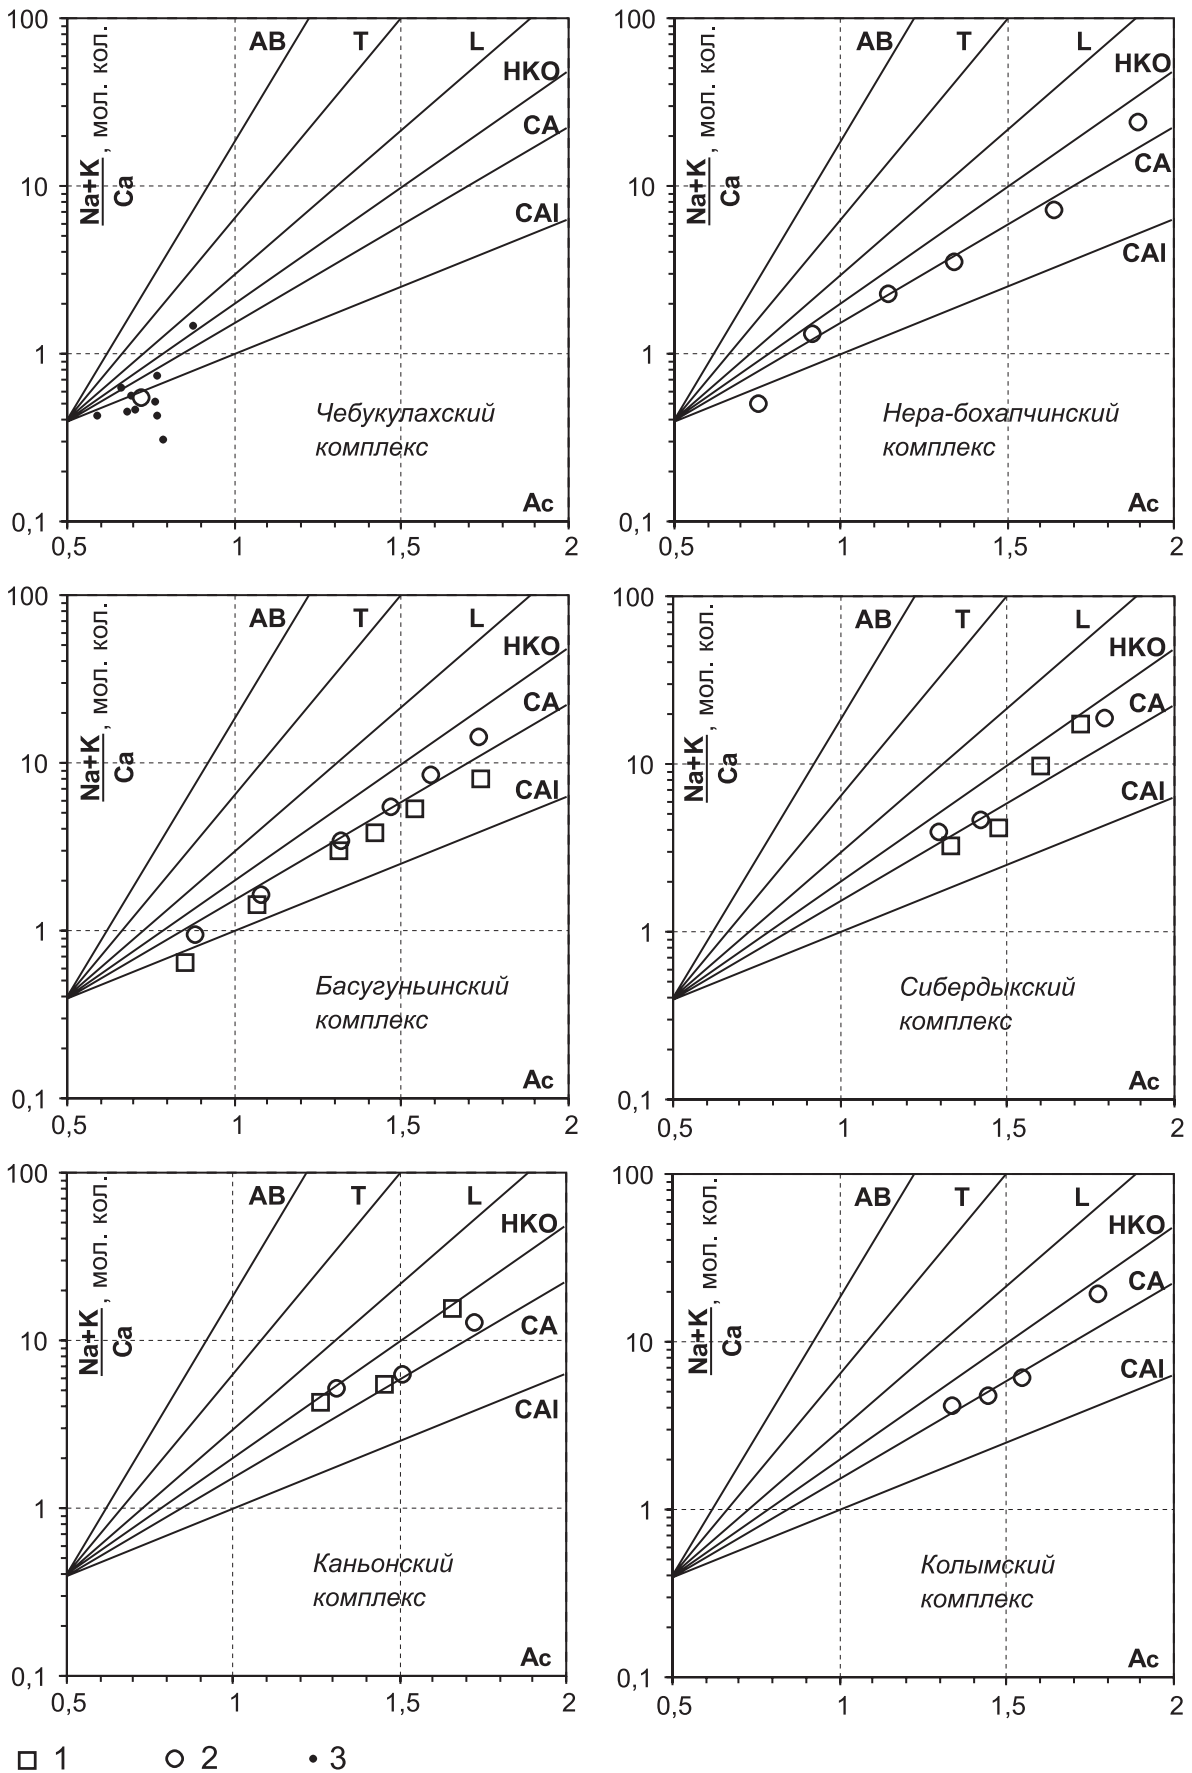 100
10
1
0,1
Na+K
Ca
, мол. кол.
AB
T
L
НКО
CA
CAI
Чебукулахский
комплекс
Ac
0,5
1
1,5
2
100
10
1
0,1
Na+K
Ca
, мол. кол.
AB
T
L
НКО
CA
CAI
Нера-бохапчинский
комплекс
Ac
0,5
1
1,5
2
100
10
1
0,1
Na+K
Ca
, мол. кол.
AB
T
L
НКО
CA
CAI
Басугуньинский
комплекс
Ac
0,5
1
1,5
2
100
10
1
0,1
Na+K
Ca
, мол. кол.
AB
T
L
НКО
CA
CAI
Сибердыкский
комплекс
Ac
0,5
1
1,5
2
100
10
1
0,1
Na+K
Ca
, мол. кол.
AB
T
L
НКО
CA
CAI
Каньонский
комплекс
Ac
0,5
1
1,5
2
100
10
1
0,1
Na+K
Ca
, мол. кол.
AB
T
L
НКО
CA
CAI
Колымский
комплекс
Ac
0,5
1
1,5
2
1 2 3